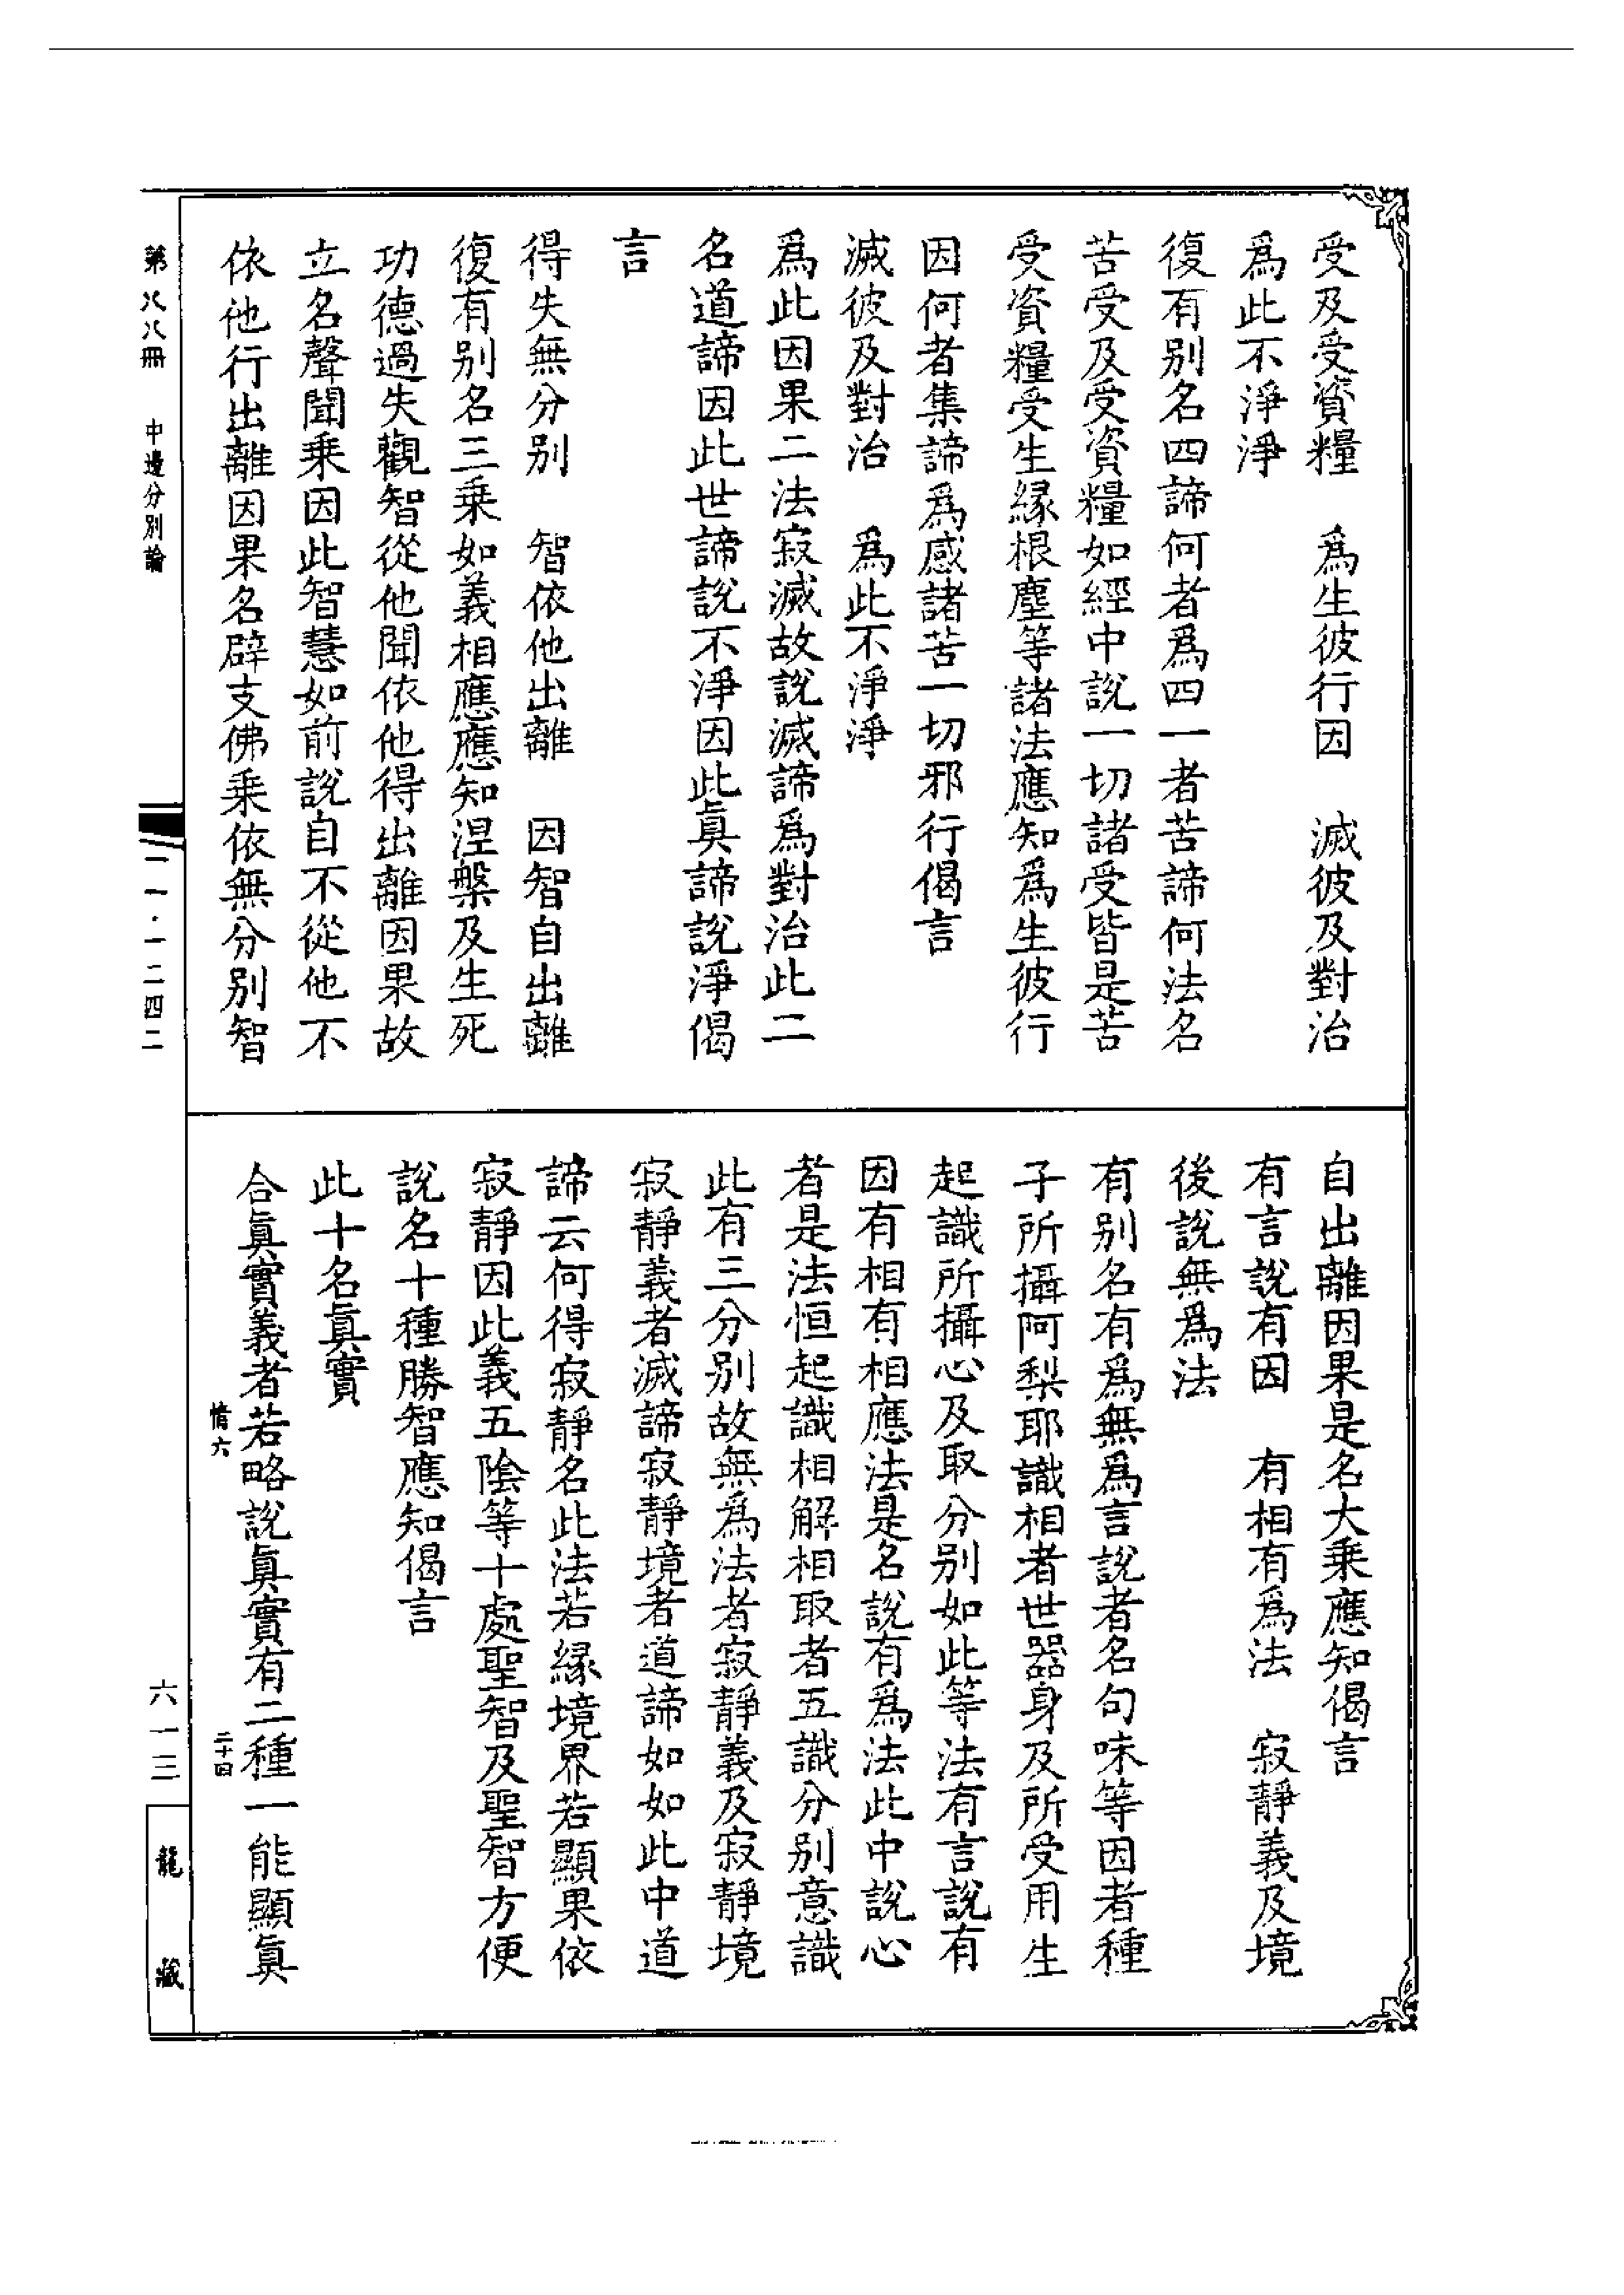 受及受資糧　爲生彼行因　滅彼及對治
爲此不淨淨
復有別名四諦何者爲四一者苦諦何法名
苦受及受資糧如經中說一切諸受皆是苦
受資糧受生緣根塵等諸法應知爲生彼行
因何者集諦爲感諸苦一切邪行偈言
滅彼及對治　爲此不淨淨
爲此因果二法寂滅故說滅諦爲對治此二
名道諦因此世諦說不淨因此眞諦說淨偈
言
得失無分別　智依他出離　因智自出離
復有別名三乘如義相應應知涅槃及生死
功德過失觀智從他聞依他得出離因果故
立名聲聞乘因此智慧如前說自不從他不
依他行出離因果名辟支佛乘依無分別智
自出離因果是名大乘應知偈言
有言說有因　有相有爲法　寂靜義及境
後說無爲法
有別名有爲無爲言說者名句味等因者種
子所攝阿梨耶識相者世器身及所受用生
起識所攝心及取分別如此等法有言說有
因有相有相應法是名說有爲法此中說心
者是法恒起識相解相取者五識分別意識
此有三分別故無爲法者寂靜義及寂靜境
寂靜義者滅諦寂靜境者道諦如如此中道
諦云何得寂靜名此法若緣境界若顯果依
寂靜因此義五陰等十處聖智及聖智方便
說名十種勝智應知偈言
此十名眞實
合眞實義者若略說眞實有二種一能顯眞
情六　二十四
第八八冊　中邊分別論
二一·一二四二
六一三
龍藏